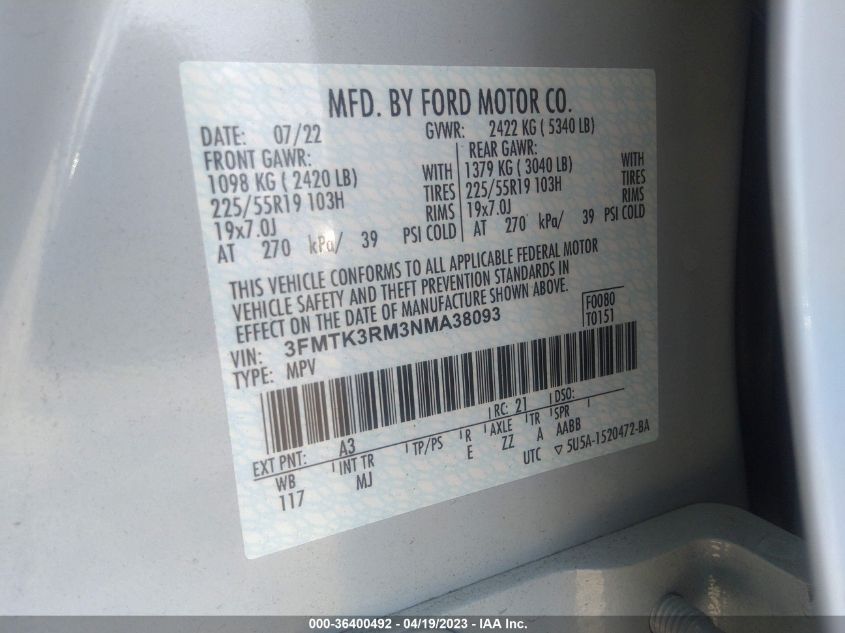 MFD. BY FORD MOTOR CO.
DATE: 07/22 GVWR: 2422 KG ( 5340 LB)
FRONT GAWR: REAR GAWR:
1098 KG ( 2420 LB) WITH 1379 KG ( 3040 LB) WITH
225/55R19 103H TIRES 225/55R19 103H TIRES
19x7.0J RIMS 19x7.0J RIMS
AT 270 kPa/ 39 PSI COLD AT 270 kPa/ 39 PSI COLD
THIS VEHICLE CONFORMS TO ALL APPLICABLE FEDERAL MOTOR
VEHICLE SAFETY AND THEFT PREVENTION STANDARDS IN
EFFECT ON THE DATE OF MANUFACTURE SHOWN ABOVE.
F0080
T0151
VIN: 3FMTK3RM3NMA38093
TYPE: MPV
EXT PNT: A3 RC: 21 DSO:
WB INT TR TP/PS R AXLE TR SPR
117 MJ E ZZ A AABB
UTC ▽5U5A-1520472-BA
000-36400492 - 04/19/2023 - IAA Inc.